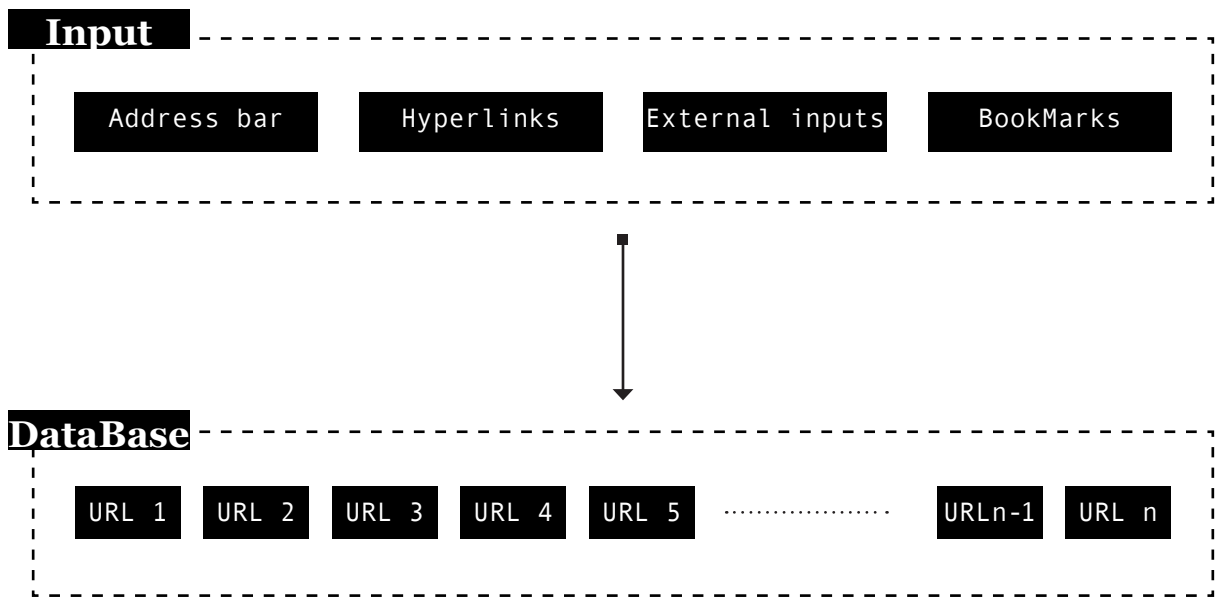 Input
Address bar
Hyperlinks
External inputs
BookMarks
DataBase
URL 1
URL 2
URL 3
URL 4
URL 5
URLn-1
URL n